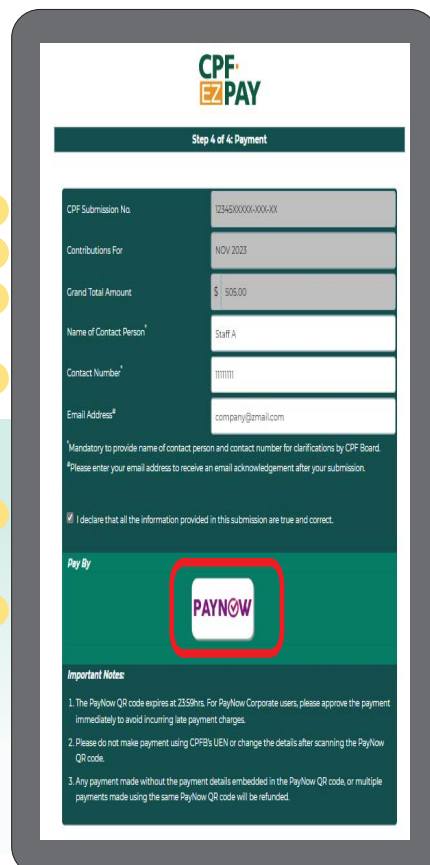 CPF
EZ PAY
Step 4 of 4: Payment
CPF Submission No.
12345XXXXX-XXX-XX
Contributions For
NOV 2023
Grand Total Amount
$ 505.00
Name of Contact Person*
Staff A
Contact Number*
11111111
Email Address#
company@zmail.com
*Mandatory to provide name of contact person and contact number for clarifications by CPF Board.
#Please enter your email address to receive an email acknowledgement after your submission.
I declare that all the information provided in this submission are true and correct.
Pay By
PAYNOW
Important Notes:
1. The PayNow QR code expires at 23:59hrs. For PayNow Corporate users, please approve the payment
immediately to avoid incurring late payment charges.
2. Please do not make payment using CPFB's UEN or change the details after scanning the PayNow
QR code.
3. Any payment made without the payment details embedded in the PayNow QR code, or multiple
payments made using the same PayNow QR code will be refunded.